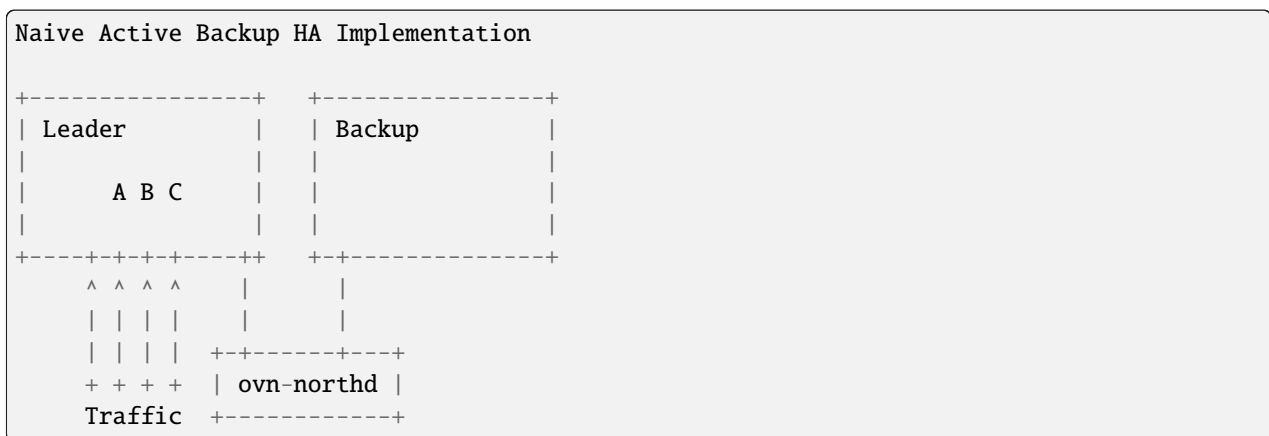 Naive Active Backup HA Implementation

+----------------+   +----------------+
| Leader         |   | Backup         |
|                |   |                |
|      A B C     |   |                |
|                |   |                |
+----+-+-+-+----++   +-+--------------+
     ^ ^ ^ ^    |      |
     | | | |    |      |
     | | | |  +-+------+---+
     + + + +  | ovn-northd |
     Traffic  +------------+